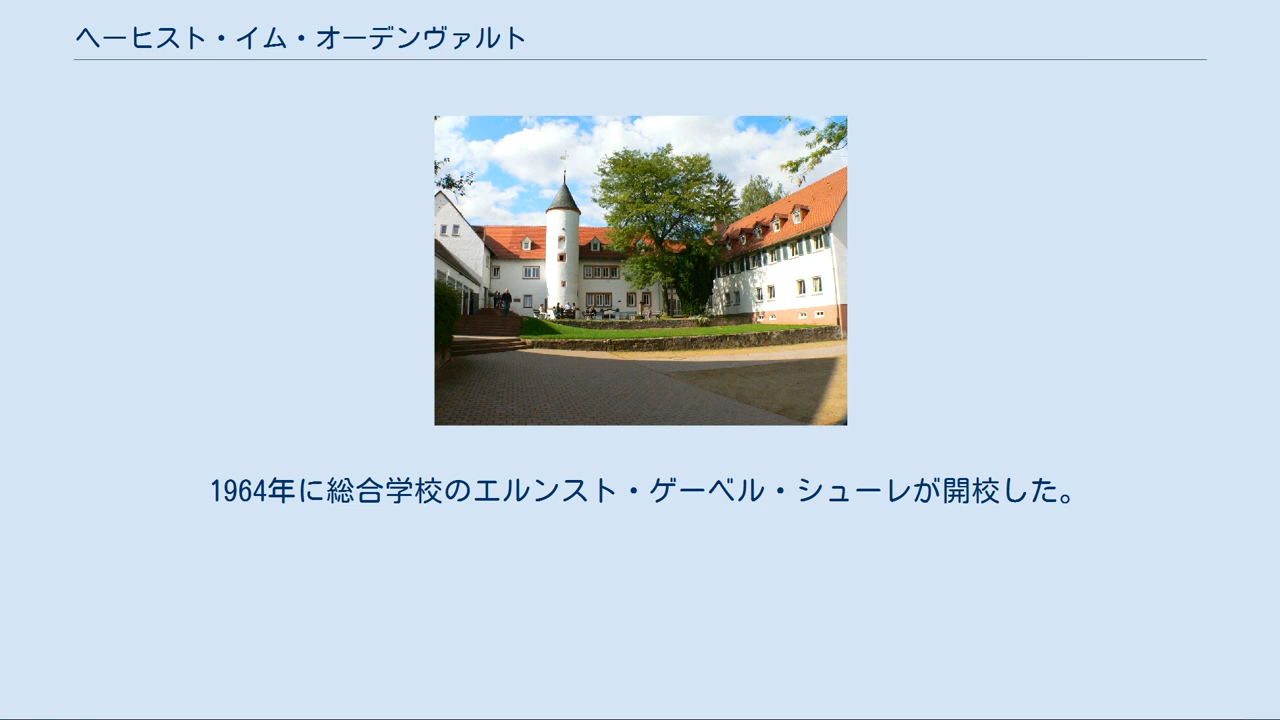 ヘーヒスト・イム・オーデンヴァルト
1964年に総合学校のエルンスト・ゲーベル・シューレが開校した。